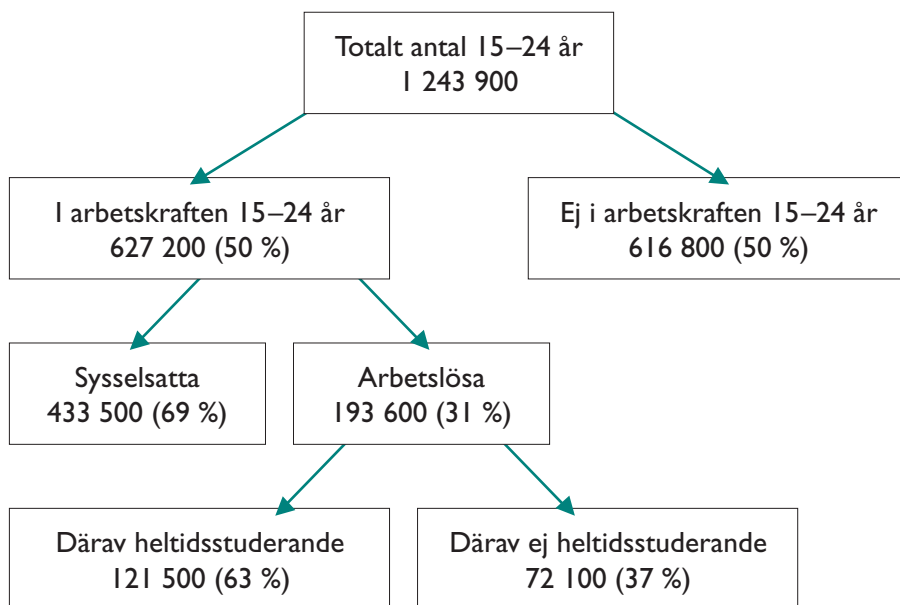 Totalt antal 15–24 år
1 243 900
I arbetskraften 15–24 år
627 200 (50 %)
Ej i arbetskraften 15–24 år
616 800 (50 %)
Sysselsatta
433 500 (69 %)
Arbetslösa
193 600 (31 %)
Därav heltidsstuderande
121 500 (63 %)
Därav ej heltidsstuderande
72 100 (37 %)